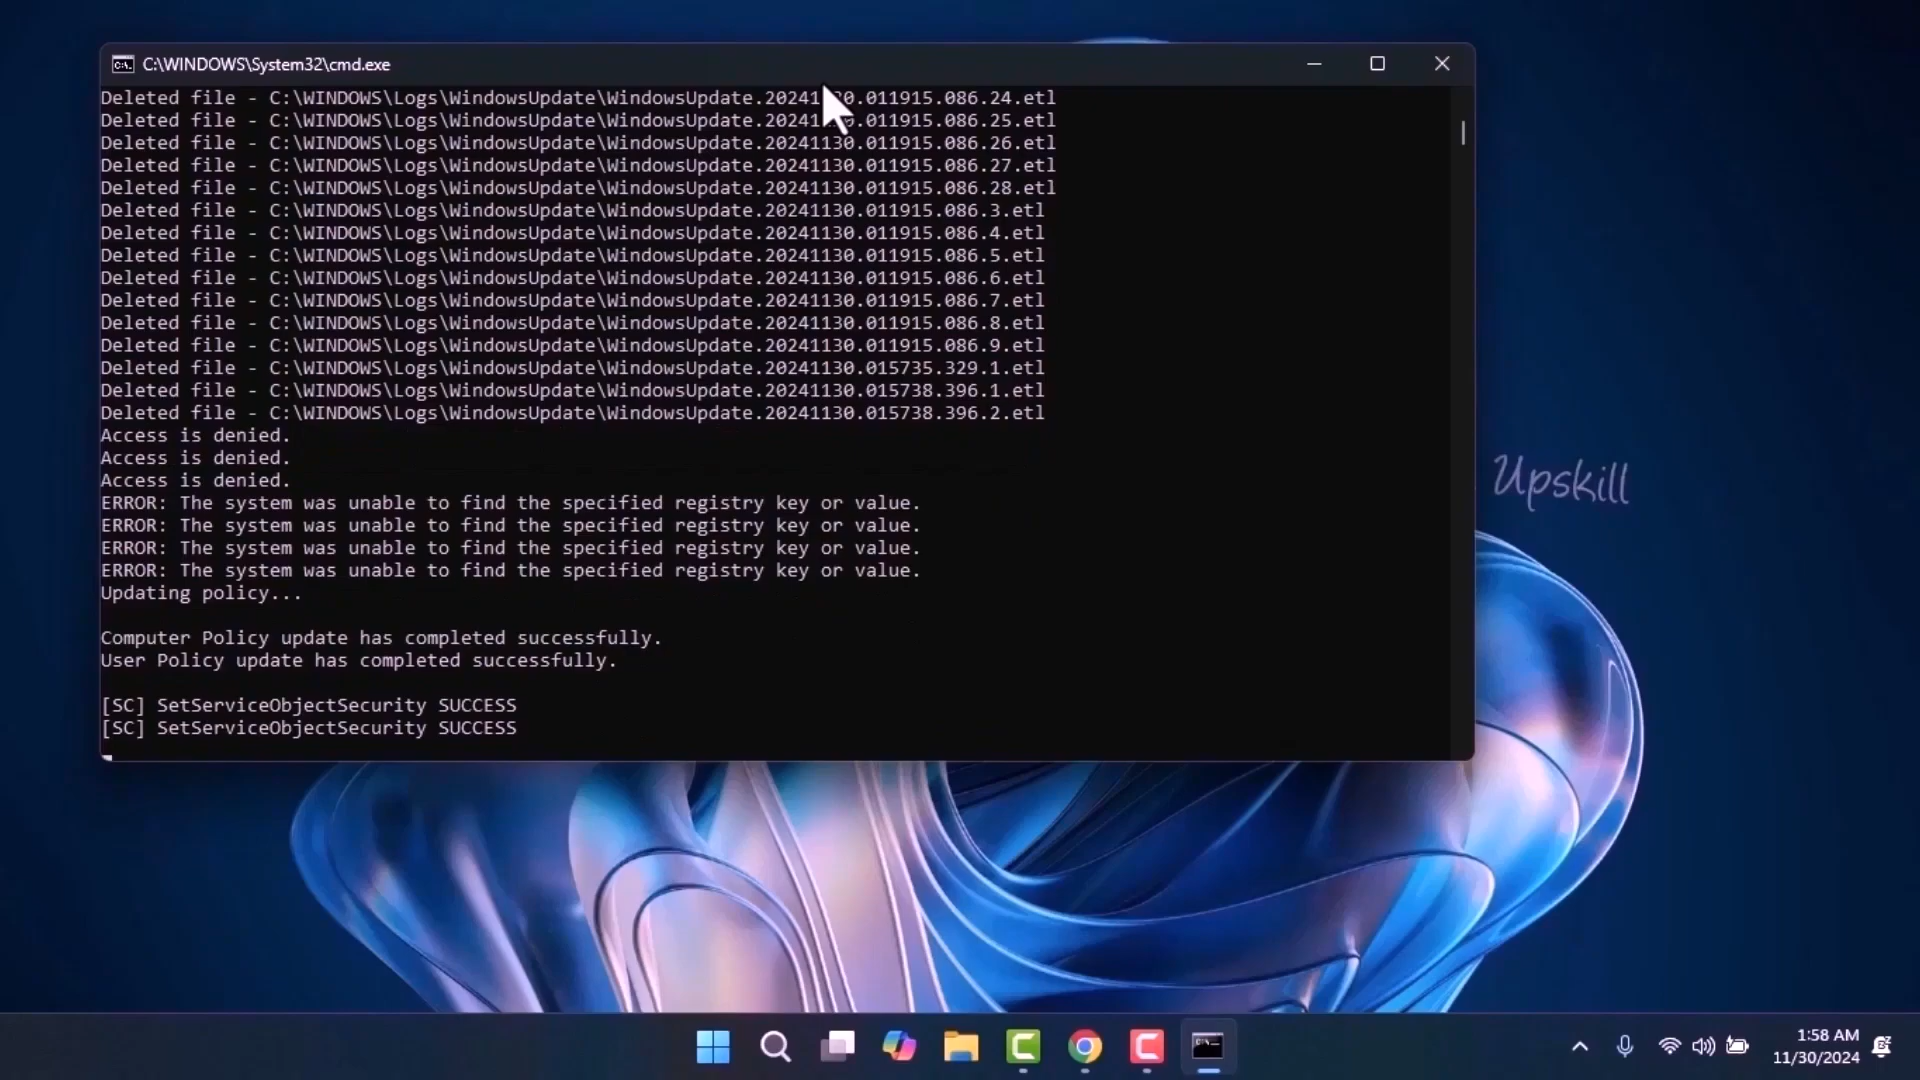 C:\WINDOWS\System32\cmd.exe
Deleted file - C:\WINDOWS\Logs\WindowsUpdate\WindowsUpdate.20241130.011915.086.24.etl
Deleted file - C:\WINDOWS\Logs\WindowsUpdate\WindowsUpdate.20241130.011915.086.25.etl
Deleted file - C:\WINDOWS\Logs\WindowsUpdate\WindowsUpdate.20241130.011915.086.26.etl
Deleted file - C:\WINDOWS\Logs\WindowsUpdate\WindowsUpdate.20241130.011915.086.27.etl
Deleted file - C:\WINDOWS\Logs\WindowsUpdate\WindowsUpdate.20241130.011915.086.28.etl
Deleted file - C:\WINDOWS\Logs\WindowsUpdate\WindowsUpdate.20241130.011915.086.3.etl
Deleted file - C:\WINDOWS\Logs\WindowsUpdate\WindowsUpdate.20241130.011915.086.4.etl
Deleted file - C:\WINDOWS\Logs\WindowsUpdate\WindowsUpdate.20241130.011915.086.5.etl
Deleted file - C:\WINDOWS\Logs\WindowsUpdate\WindowsUpdate.20241130.011915.086.6.etl
Deleted file - C:\WINDOWS\Logs\WindowsUpdate\WindowsUpdate.20241130.011915.086.7.etl
Deleted file - C:\WINDOWS\Logs\WindowsUpdate\WindowsUpdate.20241130.011915.086.8.etl
Deleted file - C:\WINDOWS\Logs\WindowsUpdate\WindowsUpdate.20241130.011915.086.9.etl
Deleted file - C:\WINDOWS\Logs\WindowsUpdate\WindowsUpdate.20241130.015735.329.1.etl
Deleted file - C:\WINDOWS\Logs\WindowsUpdate\WindowsUpdate.20241130.015738.396.1.etl
Deleted file - C:\WINDOWS\Logs\WindowsUpdate\WindowsUpdate.20241130.015738.396.2.etl
Access is denied.
Access is denied.
Access is denied.
ERROR: The system was unable to find the specified registry key or value.
ERROR: The system was unable to find the specified registry key or value.
ERROR: The system was unable to find the specified registry key or value.
ERROR: The system was unable to find the specified registry key or value.
Updating policy...
Computer Policy update has completed successfully.
User Policy update has completed successfully.
[SC] SetServiceObjectSecurity SUCCESS
[SC] SetServiceObjectSecurity SUCCESS
Upskill
1:58 AM
11/30/2024